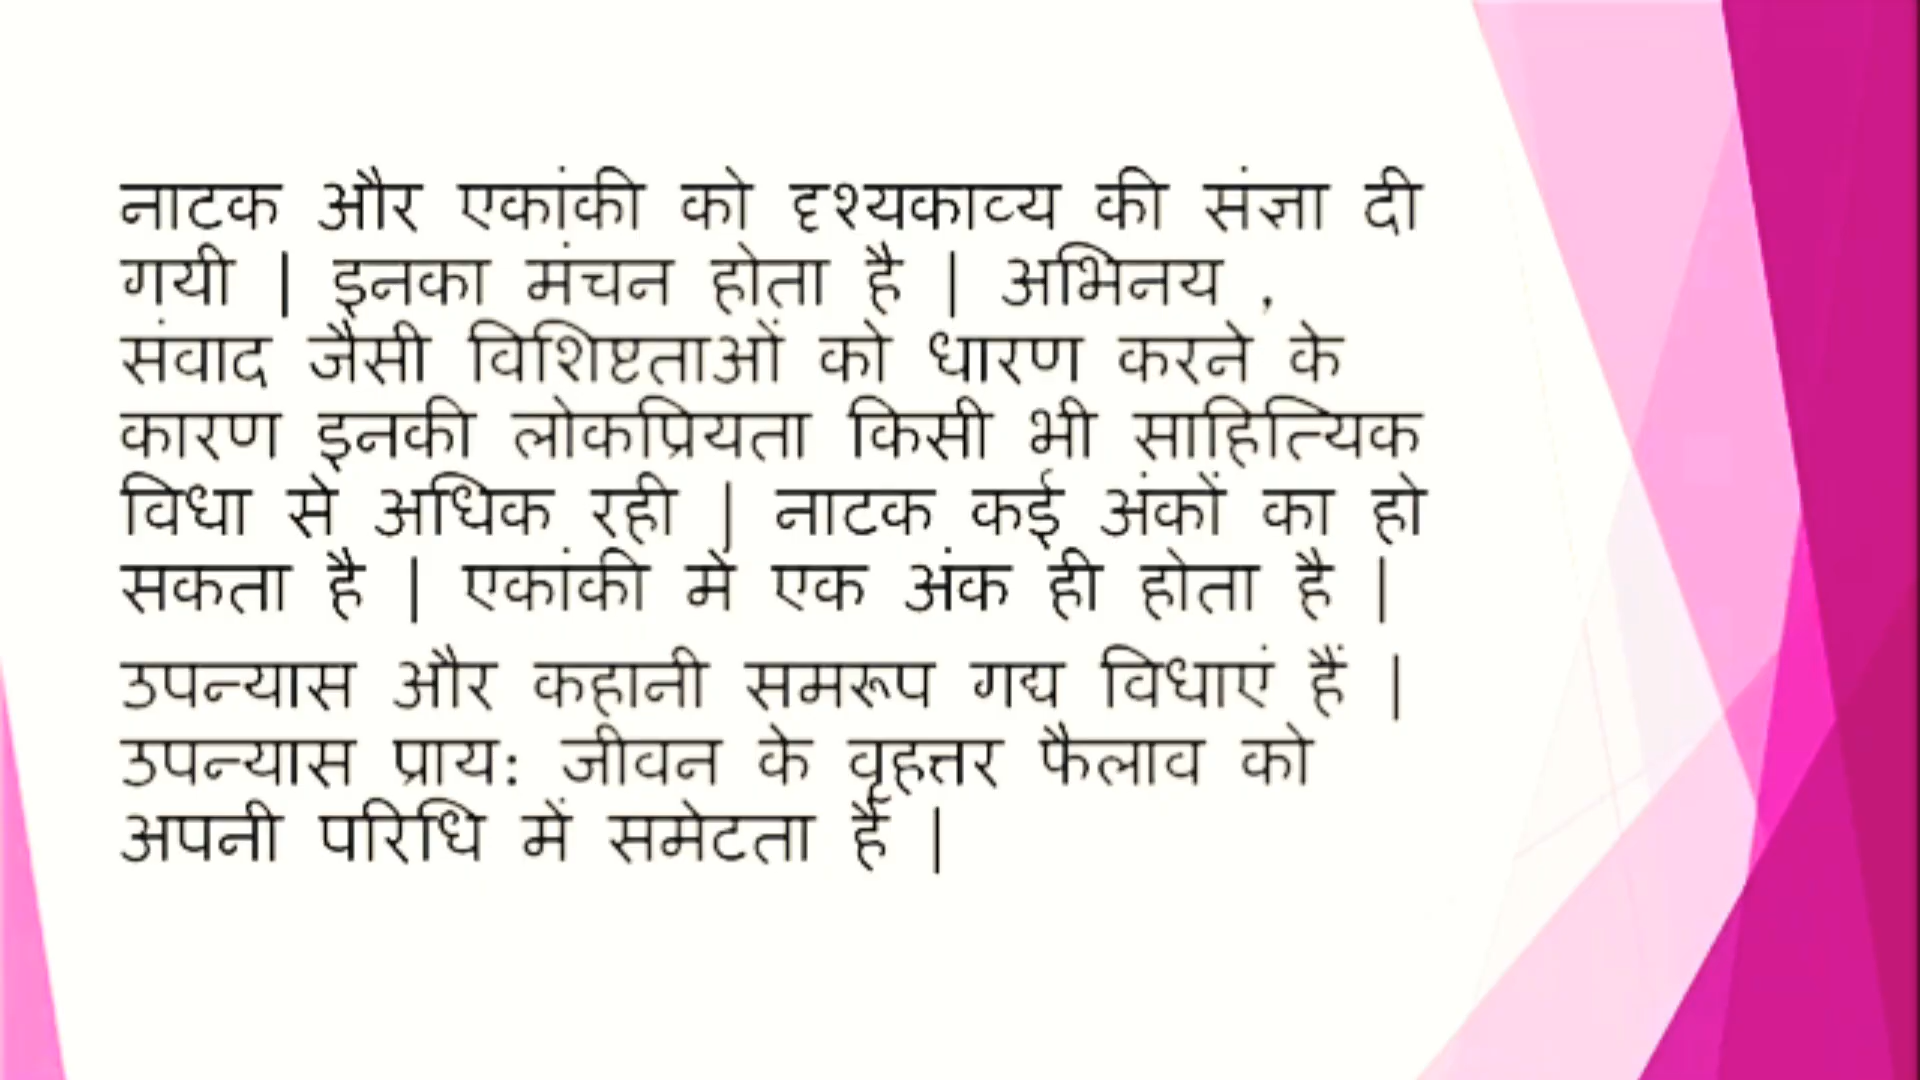 नाटक और एकांकी को दृश्यकाव्य की संज्ञा दी
गयी | इनका मंचन होता है | अभिनय ,
संवाद जैसी विशिष्टताओं को धारण करने के
कारण इनकी लोकप्रियता किसी भी साहित्यिक
विधा से अधिक रही | नाटक कई अंकों का हो
सकता है | एकांकी में एक अंक ही होता है |
उपन्यास और कहानी समरूप गद्य विधाएं हैं |
उपन्यास प्राय: जीवन के वृहत्तर फैलाव को
अपनी परिधि में समेटता है |